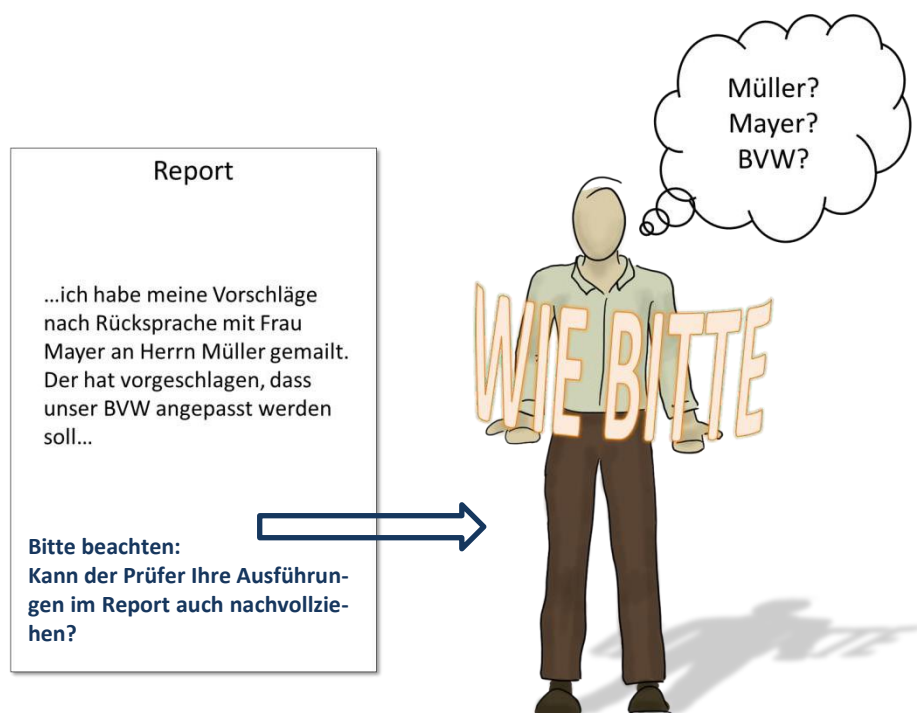 Müller?
Mayer?
BVW?
Report
...ich habe meine Vorschläge
nach Rücksprache mit Frau
Mayer an Herrn Müller gemailt.
Der hat vorgeschlagen, dass
unser BVW angepasst werden
soll...
WIE BITTE
Bitte beachten:
Kann der Prüfer Ihre Ausführun-
gen im Report auch nachvollzie-
hen?